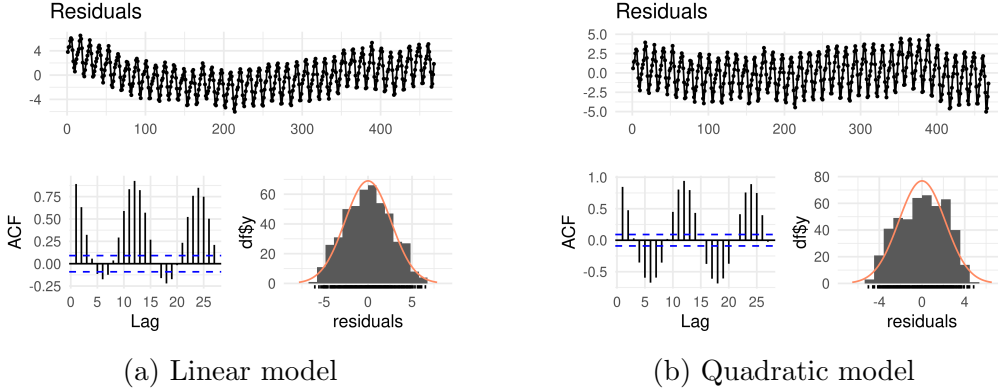 Residuals
4
0
-4
0 100 200 300 400
ACF
0.75
0.50
0.25
0.00
-0.25
0 5 10 15 20 25
Lag
df$y
60
40
20
0
-5 0 5
residuals
(a) Linear model
Residuals
5.0
2.5
0.0
-2.5
-5.0
0 100 200 300 400
ACF
1.0
0.5
0.0
-0.5
0 5 10 15 20 25
Lag
df$y
80
60
40
20
0
-4 0 4
residuals
(b) Quadratic model